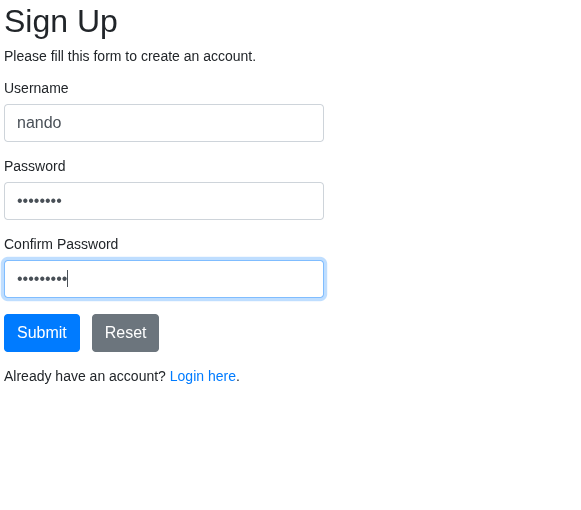 Sign Up
Please fill this form to create an account.
Username
nando
Password
••••••••
Confirm Password
•••••••••
Submit Reset
Already have an account? Login here.